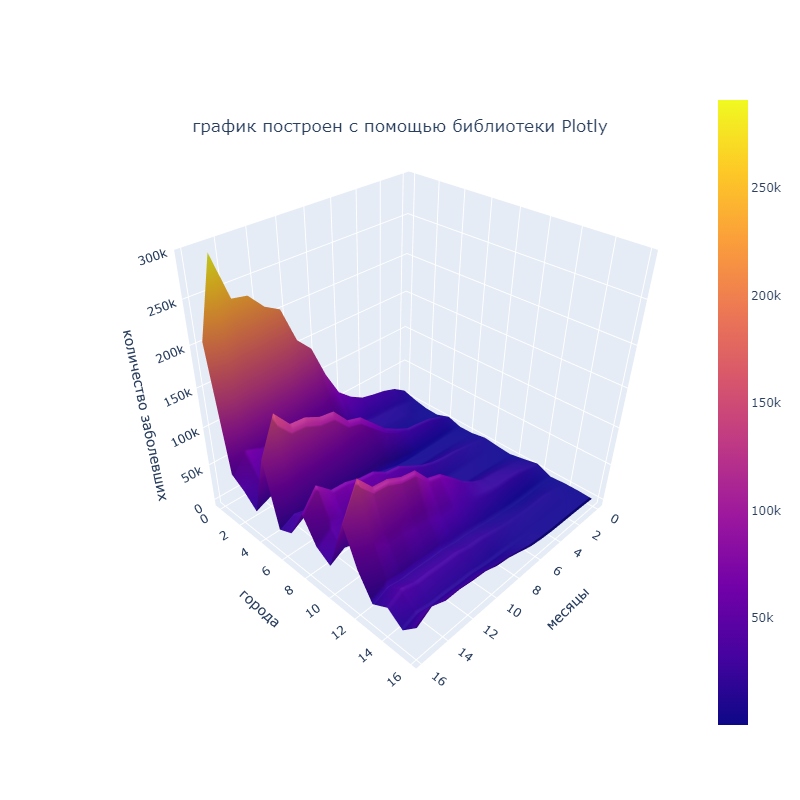 график построен с помощью библиотеки Plotly
300k
250k
200k
150k
100k
50k
0
количество заболевших
0
2
4
6
8
10
12
14
16
города
0
2
4
6
8
10
12
14
16
месяцы
250k
200k
150k
100k
50k